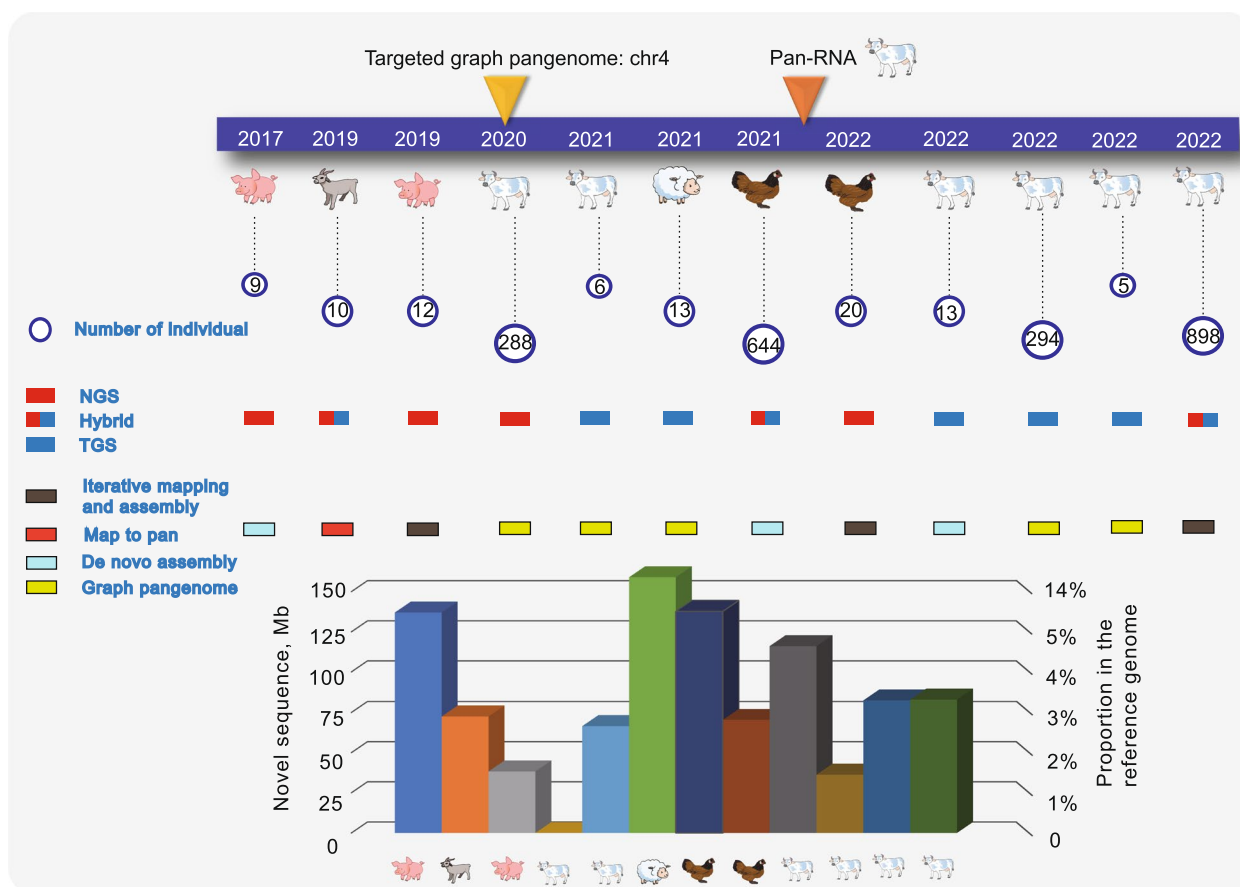 Targeted graph pangenome: chr4
Pan-RNA
2017 2019 2019 2020 2021 2021 2021 2022 2022 2022 2022 2022
9 10 12 288 6 13 644 20 13 294 5 898
Number of individual
NGS
Hybrid
TGS
Iterative mapping
and assembly
Map to pan
De novo assembly
Graph pangenome
Novel sequence, Mb
150
125
100
75
50
25
0
14%
5%
4%
3%
2%
1%
0
Proportion in the
reference genome